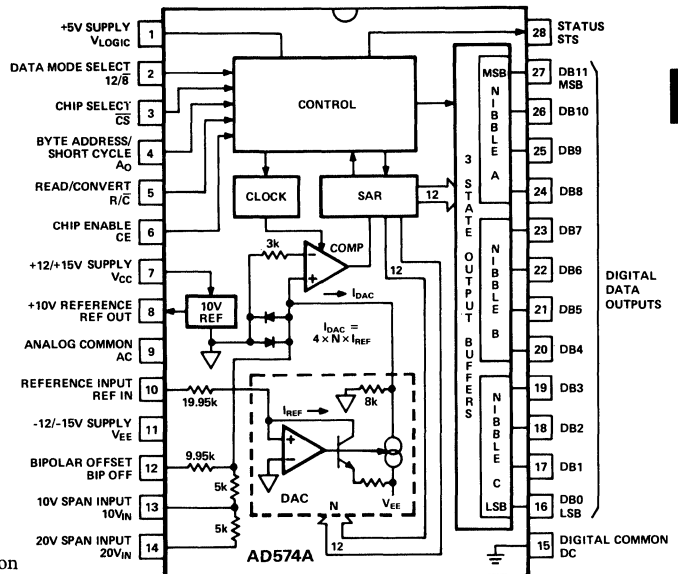 +5V SUPPLY
VLOGIC
1
DATA MODE SELECT
12/8̅
2
CHIP SELECT
C̅S̅
3
BYTE ADDRESS/
SHORT CYCLE
AO
4
READ/CONVERT
R/C̅
5
CHIP ENABLE
CE
6
+12/+15V SUPPLY
VCC
7
+10V REFERENCE
REF OUT
8
ANALOG COMMON
AC
9
REFERENCE INPUT
REF IN
10
-12/-15V SUPPLY
VEE
11
BIPOLAR OFFSET
BIP OFF
12
10V SPAN INPUT
10VIN
13
20V SPAN INPUT
20VIN
14
on
CONTROL
CLOCK
SAR
12
3k
COMP
12
10V
REF
IDAC
IDAC =
4 × N × IREF
19.95k
IREF
8k
9.95k
5k
5k
DAC
N
VEE
12
AD574A
3 STATE OUTPUT BUFFERS
MSB
NIBBLE A
NIBBLE B
NIBBLE C
LSB
28
STATUS
STS
27
DB11
MSB
26
DB10
25
DB9
24
DB8
23
DB7
22
DB6
21
DB5
20
DB4
19
DB3
18
DB2
17
DB1
16
DB0
LSB
DIGITAL
DATA
OUTPUTS
15
DIGITAL COMMON
DC